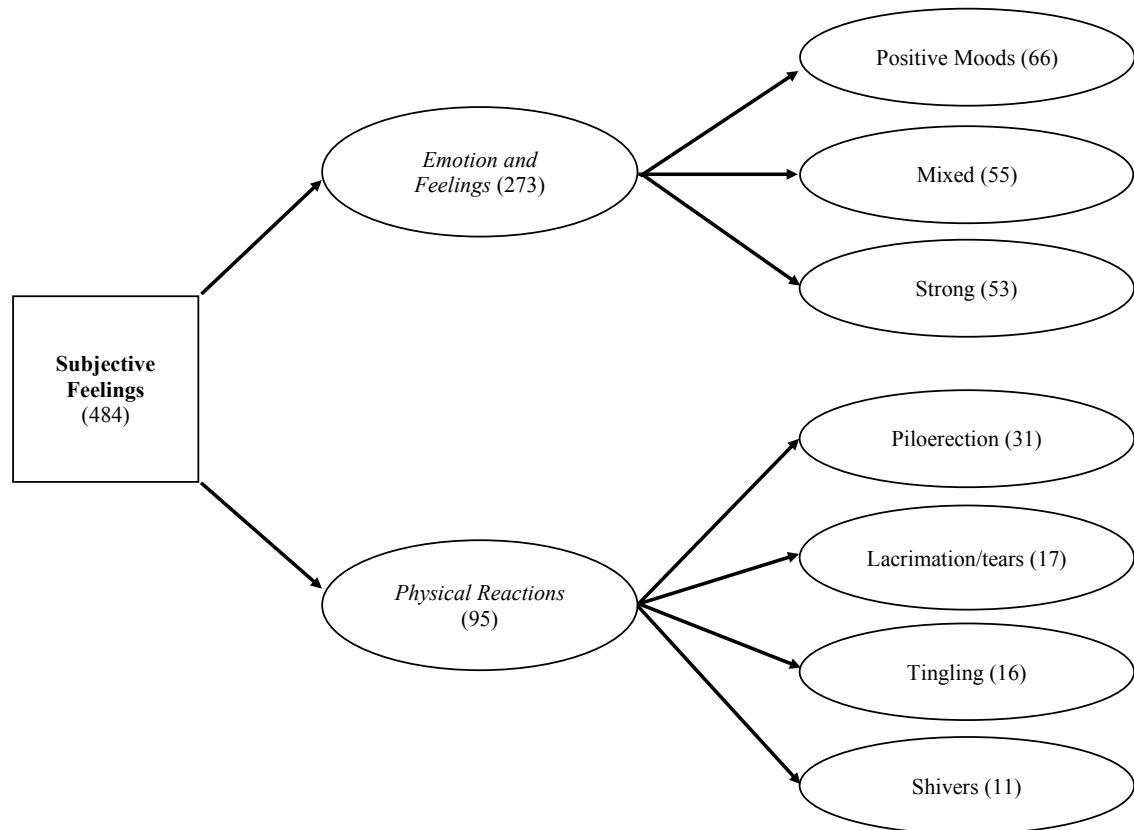 Positive Moods (66)
Emotion and
Feelings (273)
Mixed (55)
Strong (53)
Subjective
Feelings
(484)
Piloerection (31)
Lacrimation/tears (17)
Physical Reactions
(95)
Tingling (16)
Shivers (11)